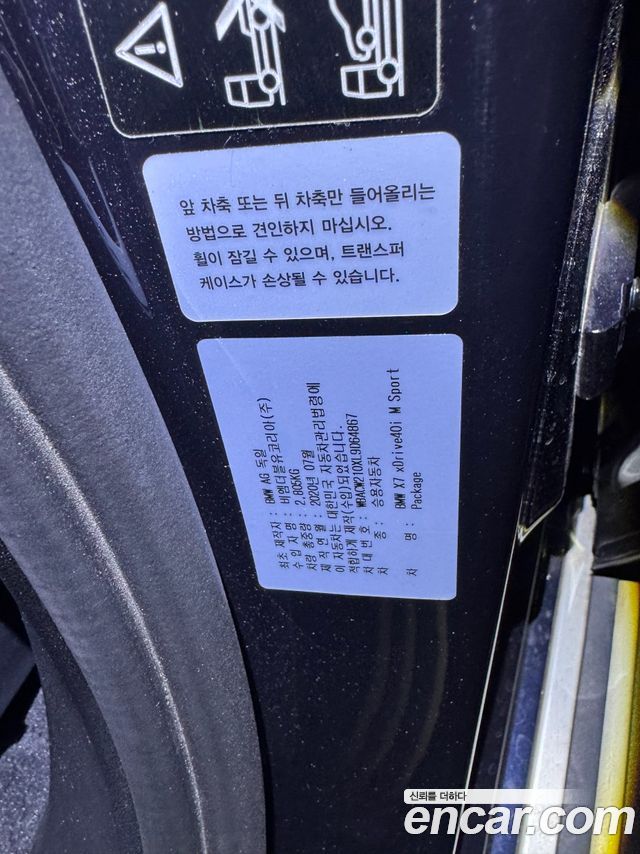 앞 차축 또는 뒤 차축만 들어올리는
방법으로 견인하지 마십시오.
휠이 잠길 수 있으며, 트랜스퍼
케이스가 손상될 수 있습니다.
최초 제작자 : BMW AG 독일
수 입 자 명 : 비엠더블유코리아(주)
차량 총중량 : 2,805KG
제 작 연 월 : 2020년 07월
이 자동차는 대한민국 자동차관리법령에
적합하게 제작(수입)되었습니다.
차 대 번 호 : WBACW210XL9D64867
차 종 : 승용자동차
차 명 : BMW X7 xDrive40i M Sport
Package
신뢰를 더하다
encar.com